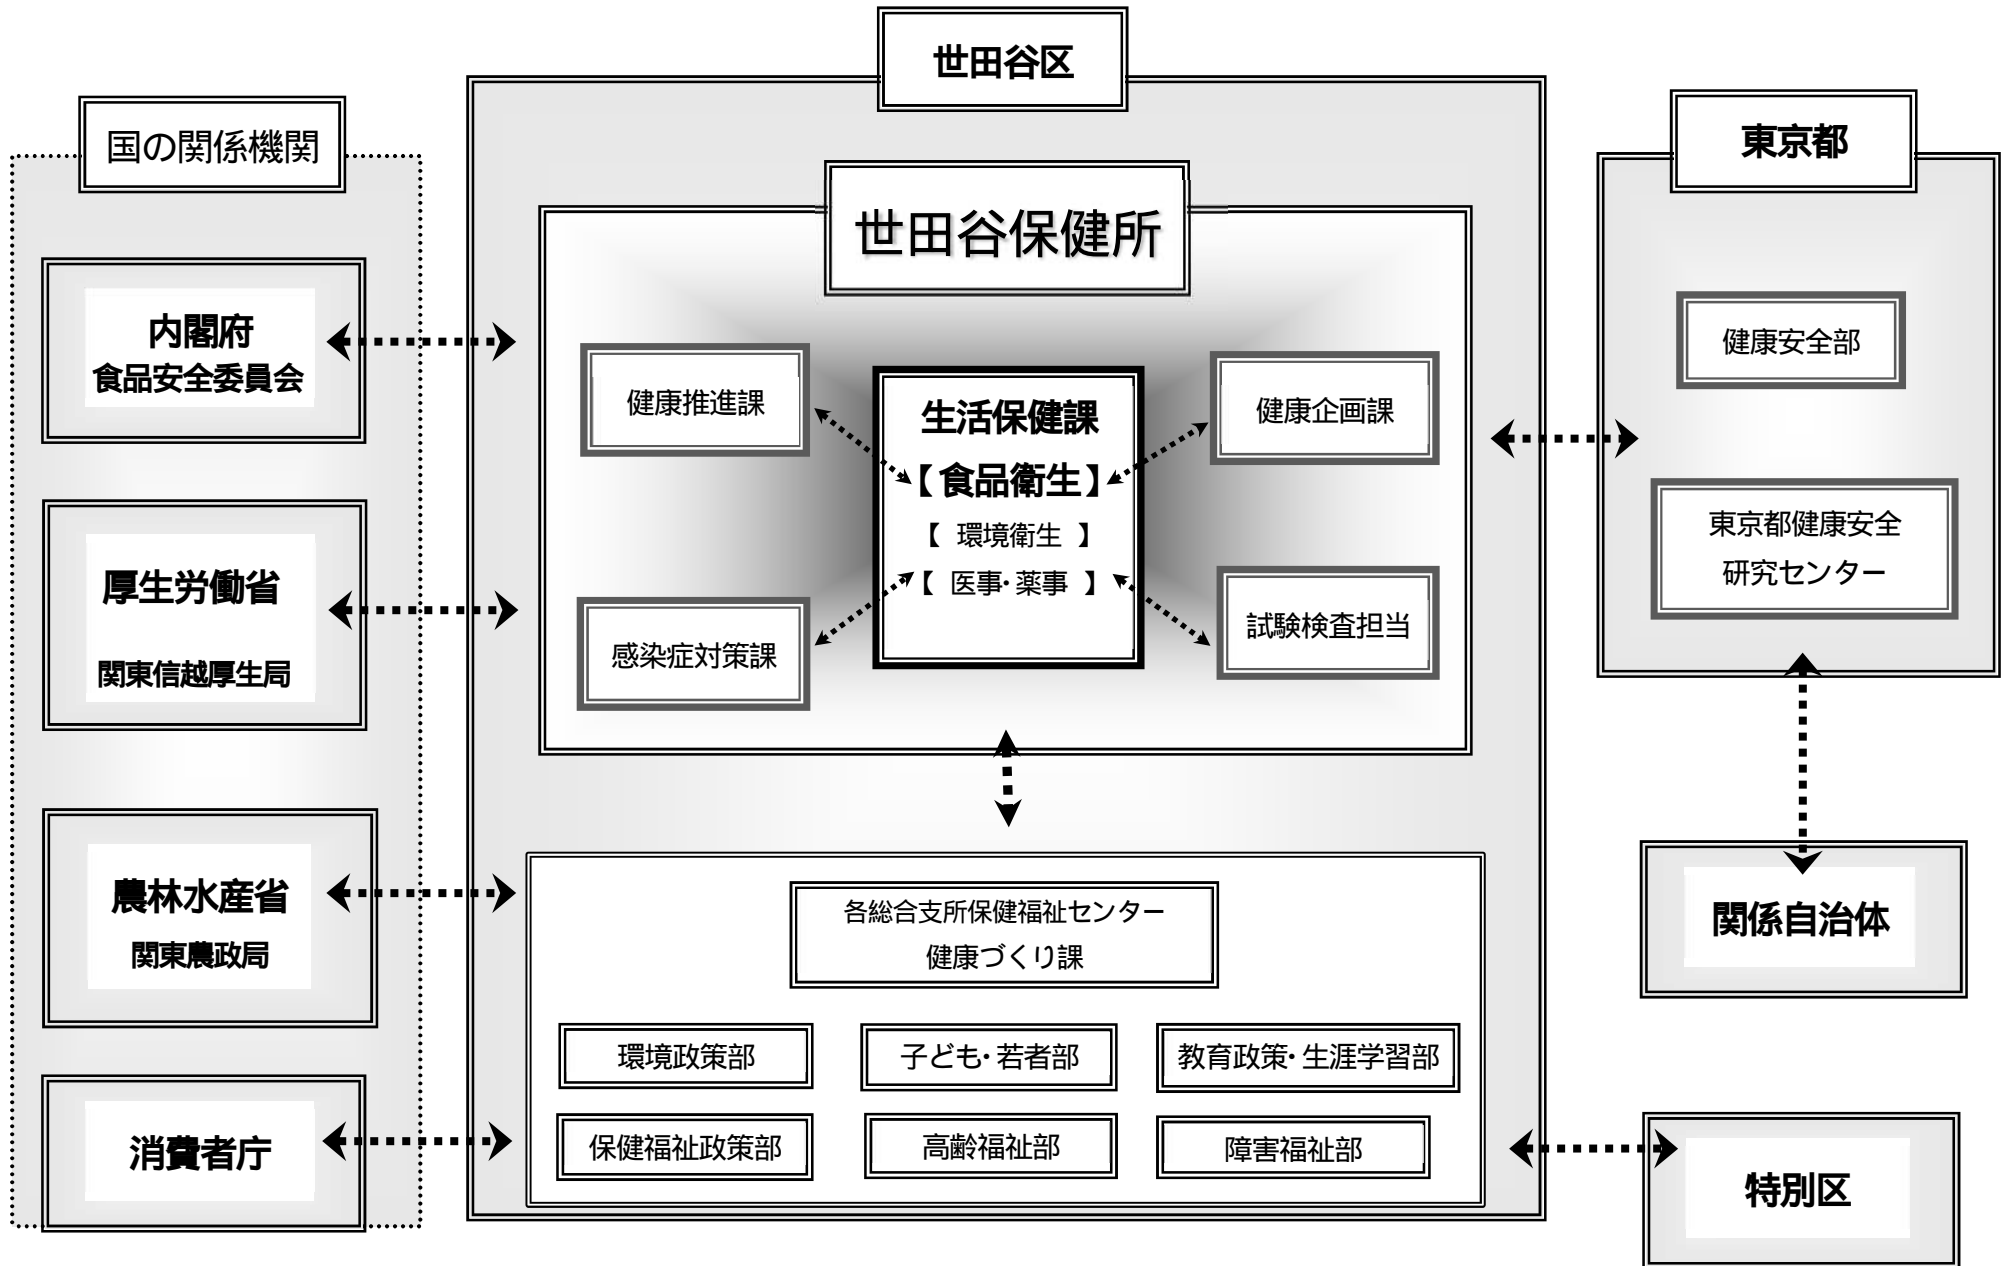 世田谷区
国の関係機関
内閣府
食品安全委員会
厚生労働省
関東信越厚生局
農林水産省
関東農政局
消費者庁
世田谷保健所
健康推進課
生活保健課
【食品衛生】
【 環境衛生 】
【 医事・薬事 】
健康企画課
感染症対策課
試験検査担当
各総合支所保健福祉センター
健康づくり課
環境政策部
子ども・若者部
教育政策・生涯学習部
保健福祉政策部
高齢福祉部
障害福祉部
東京都
健康安全部
東京都健康安全
研究センター
関係自治体
特別区